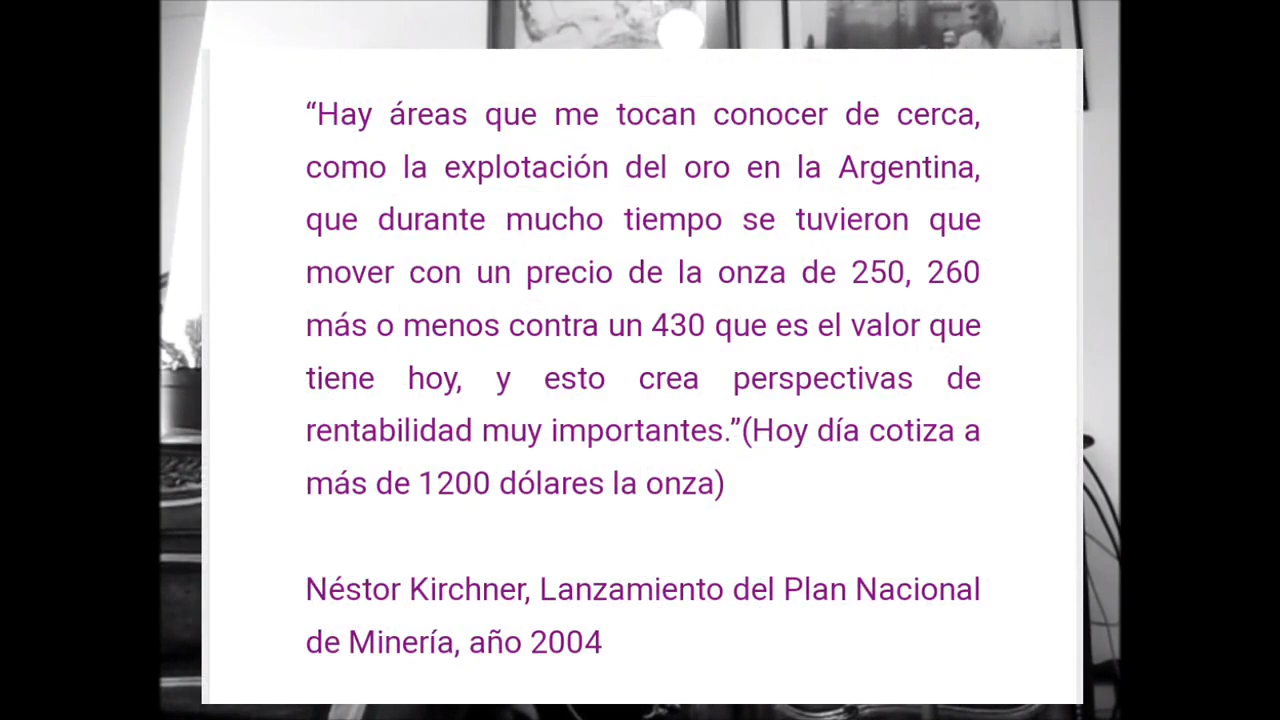 “Hay áreas que me tocan conocer de cerca,
como la explotación del oro en la Argentina,
que durante mucho tiempo se tuvieron que
mover con un precio de la onza de 250, 260
más o menos contra un 430 que es el valor que
tiene hoy, y esto crea perspectivas de
rentabilidad muy importantes.”(Hoy día cotiza a
más de 1200 dólares la onza)
Néstor Kirchner, Lanzamiento del Plan Nacional
de Minería, año 2004